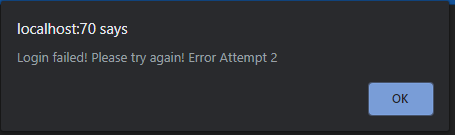 localhost:70 says
Login failed! Please try again! Error Attempt 2
OK